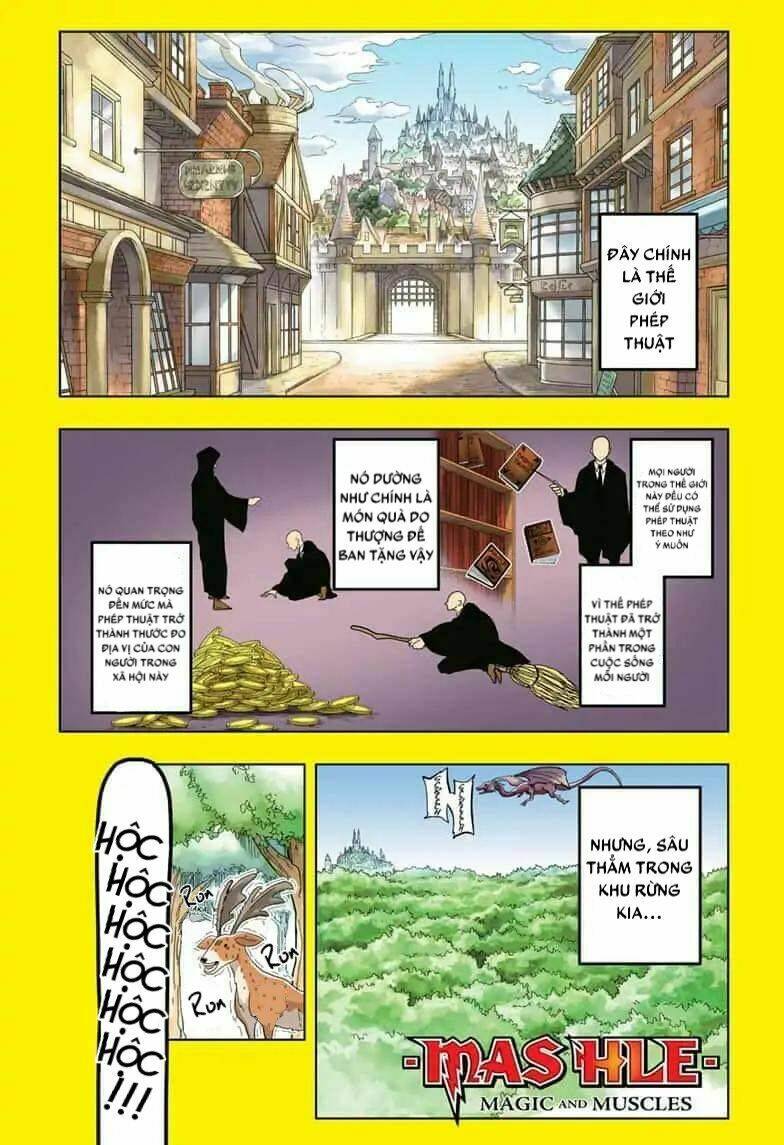 ĐÂY CHÍNH
LÀ THẾ
GIỚI
PHÉP
THUẬT
MỌI NGƯỜI
TRONG THẾ GIỚI
NÀY ĐỀU CÓ
THỂ SỬ DỤNG
PHÉP THUẬT
THEO NHƯ
Ý MUỐN
NÓ DƯỜNG
NHƯ CHÍNH LÀ
MÓN QUÀ DO
THƯỢNG ĐẾ
BAN TẶNG VẬY
VÌ THẾ PHÉP
THUẬT ĐÃ TRỞ
THÀNH MỘT
PHẦN TRONG
CUỘC SỐNG
MỖI NGƯỜI
NÓ QUAN TRỌNG
ĐẾN MỨC MÀ
PHÉP THUẬT TRỞ
THÀNH THƯỚC ĐO
ĐỊA VỊ CỦA CON
NGƯỜI TRONG
XÃ HỘI NÀY
NHƯNG, SÂU
THẲM TRONG
KHU RỪNG
KIA...
Run
Run
Run
HỘC
HỘC
HỘC
HỘC
HỘC
HỘC
!!!
-MASHLE-
MAGIC AND MUSCLES